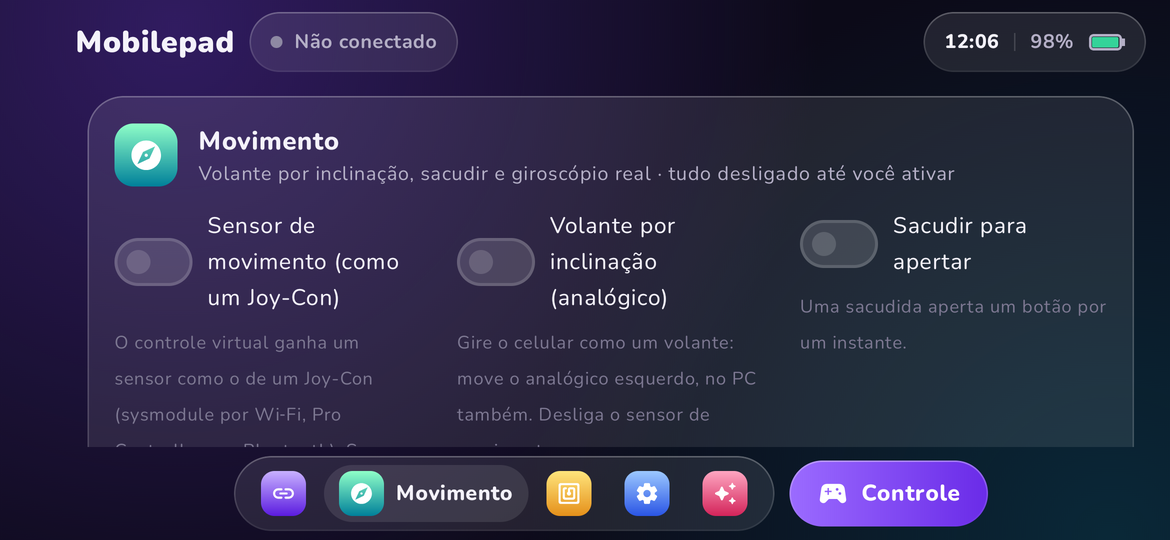 Mobilepad
Não conectado
12:06
98%
Movimento
Volante por inclinação, sacudir e giroscópio real · tudo desligado até você ativar
Sensor de
movimento (como
um Joy-Con)
O controle virtual ganha um
sensor como o de um Joy-Con
(sysmodule por Wi-Fi, Pro
Volante por
inclinação
(analógico)
Gire o celular como um volante:
move o analógico esquerdo, no PC
também. Desliga o sensor de
Sacudir para
apertar
Uma sacudida aperta um botão por
um instante.
Movimento
Controle